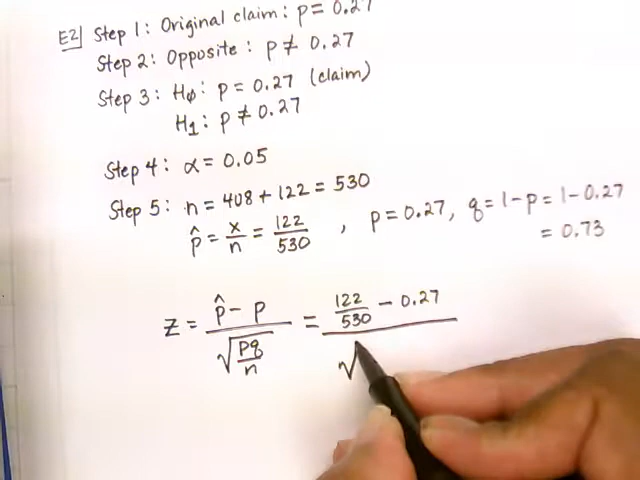 E2 Step 1: Original claim: p = 0.27
Step 2: Opposite: p ≠ 0.27
Step 3: H∅: p = 0.27 (claim)
H1: p ≠ 0.27
Step 4: α = 0.05
Step 5: n = 408 + 122 = 530
p̂ = x/n = 122/530 , p = 0.27, q = 1 - p = 1 - 0.27
= 0.73
z = (p̂ - p)/√(pq/n) = (122/530 - 0.27)/√